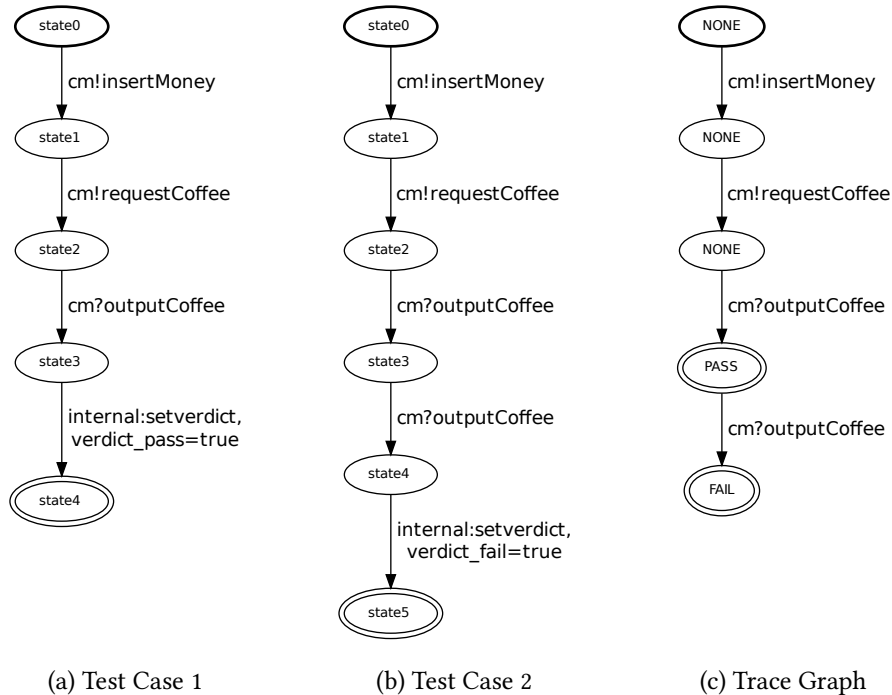 state0
cm!insertMoney
state1
cm!requestCoffee
state2
cm?outputCoffee
state3
internal:setverdict,
verdict_pass=true
state4
(a) Test Case 1
state0
cm!insertMoney
state1
cm!requestCoffee
state2
cm?outputCoffee
state3
cm?outputCoffee
state4
internal:setverdict,
verdict_fail=true
state5
(b) Test Case 2
NONE
cm!insertMoney
NONE
cm!requestCoffee
NONE
cm?outputCoffee
PASS
cm?outputCoffee
FAIL
(c) Trace Graph